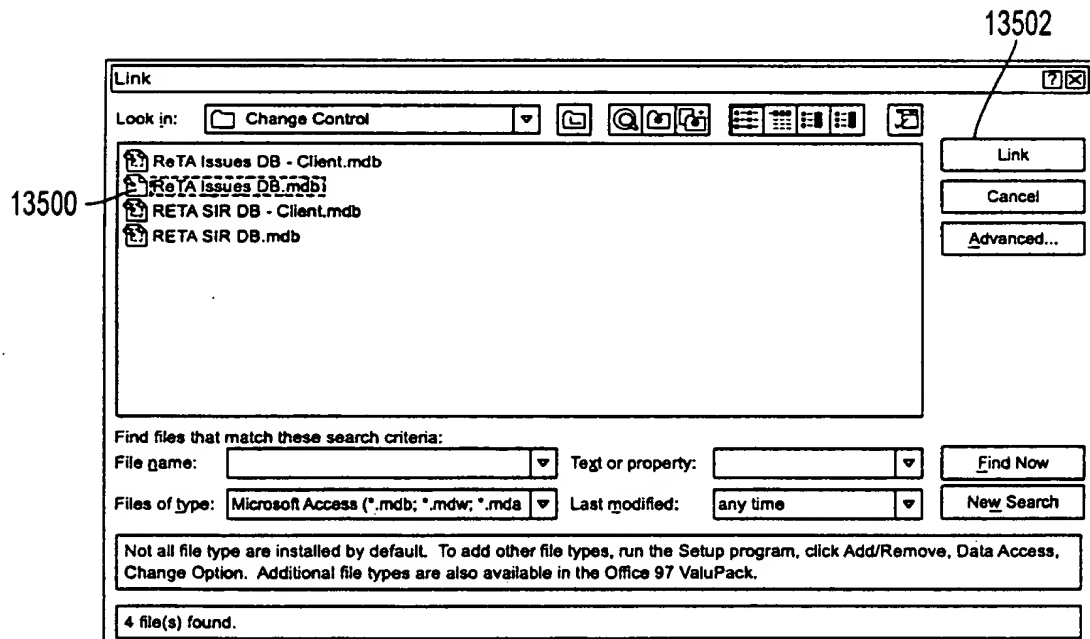 13502
Link
Look in: Change Control
ReTA Issues DB - Client.mdb
ReTA Issues DB.mdb
13500
RETA SIR DB - Client.mdb
RETA SIR DB.mdb
Link
Cancel
Advanced...
Find files that match these search criteria:
File name: Text or property: Find Now
Files of type: Microsoft Access (*.mdb; *.mdw; *.mda Last modified: any time New Search
Not all file type are installed by default. To add other file types, run the Setup program, click Add/Remove, Data Access,
Change Option. Additional file types are also available in the Office 97 ValuPack.
4 file(s) found.